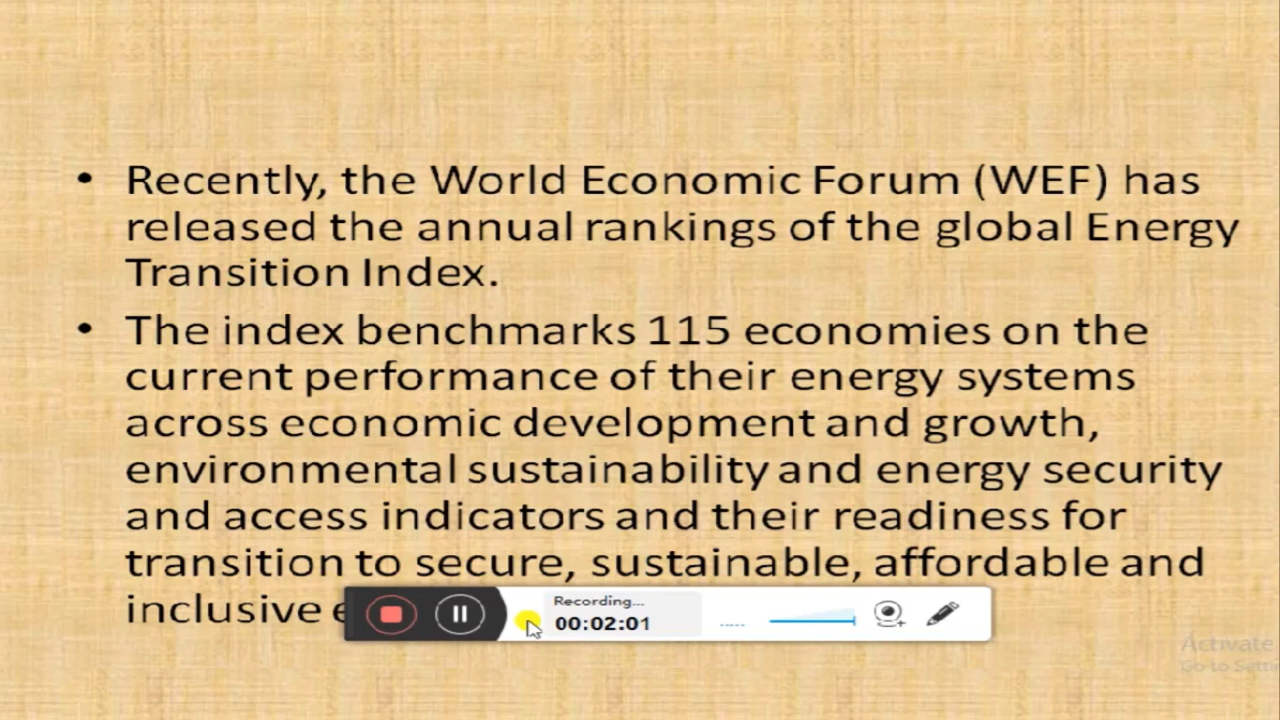 • Recently, the World Economic Forum (WEF) has
released the annual rankings of the global Energy
Transition Index.
• The index benchmarks 115 economies on the
current performance of their energy systems
across economic development and growth,
environmental sustainability and energy security
and access indicators and their readiness for
transition to secure, sustainable, affordable and
inclusive
Recording...
00:02:01
Activate
Go to